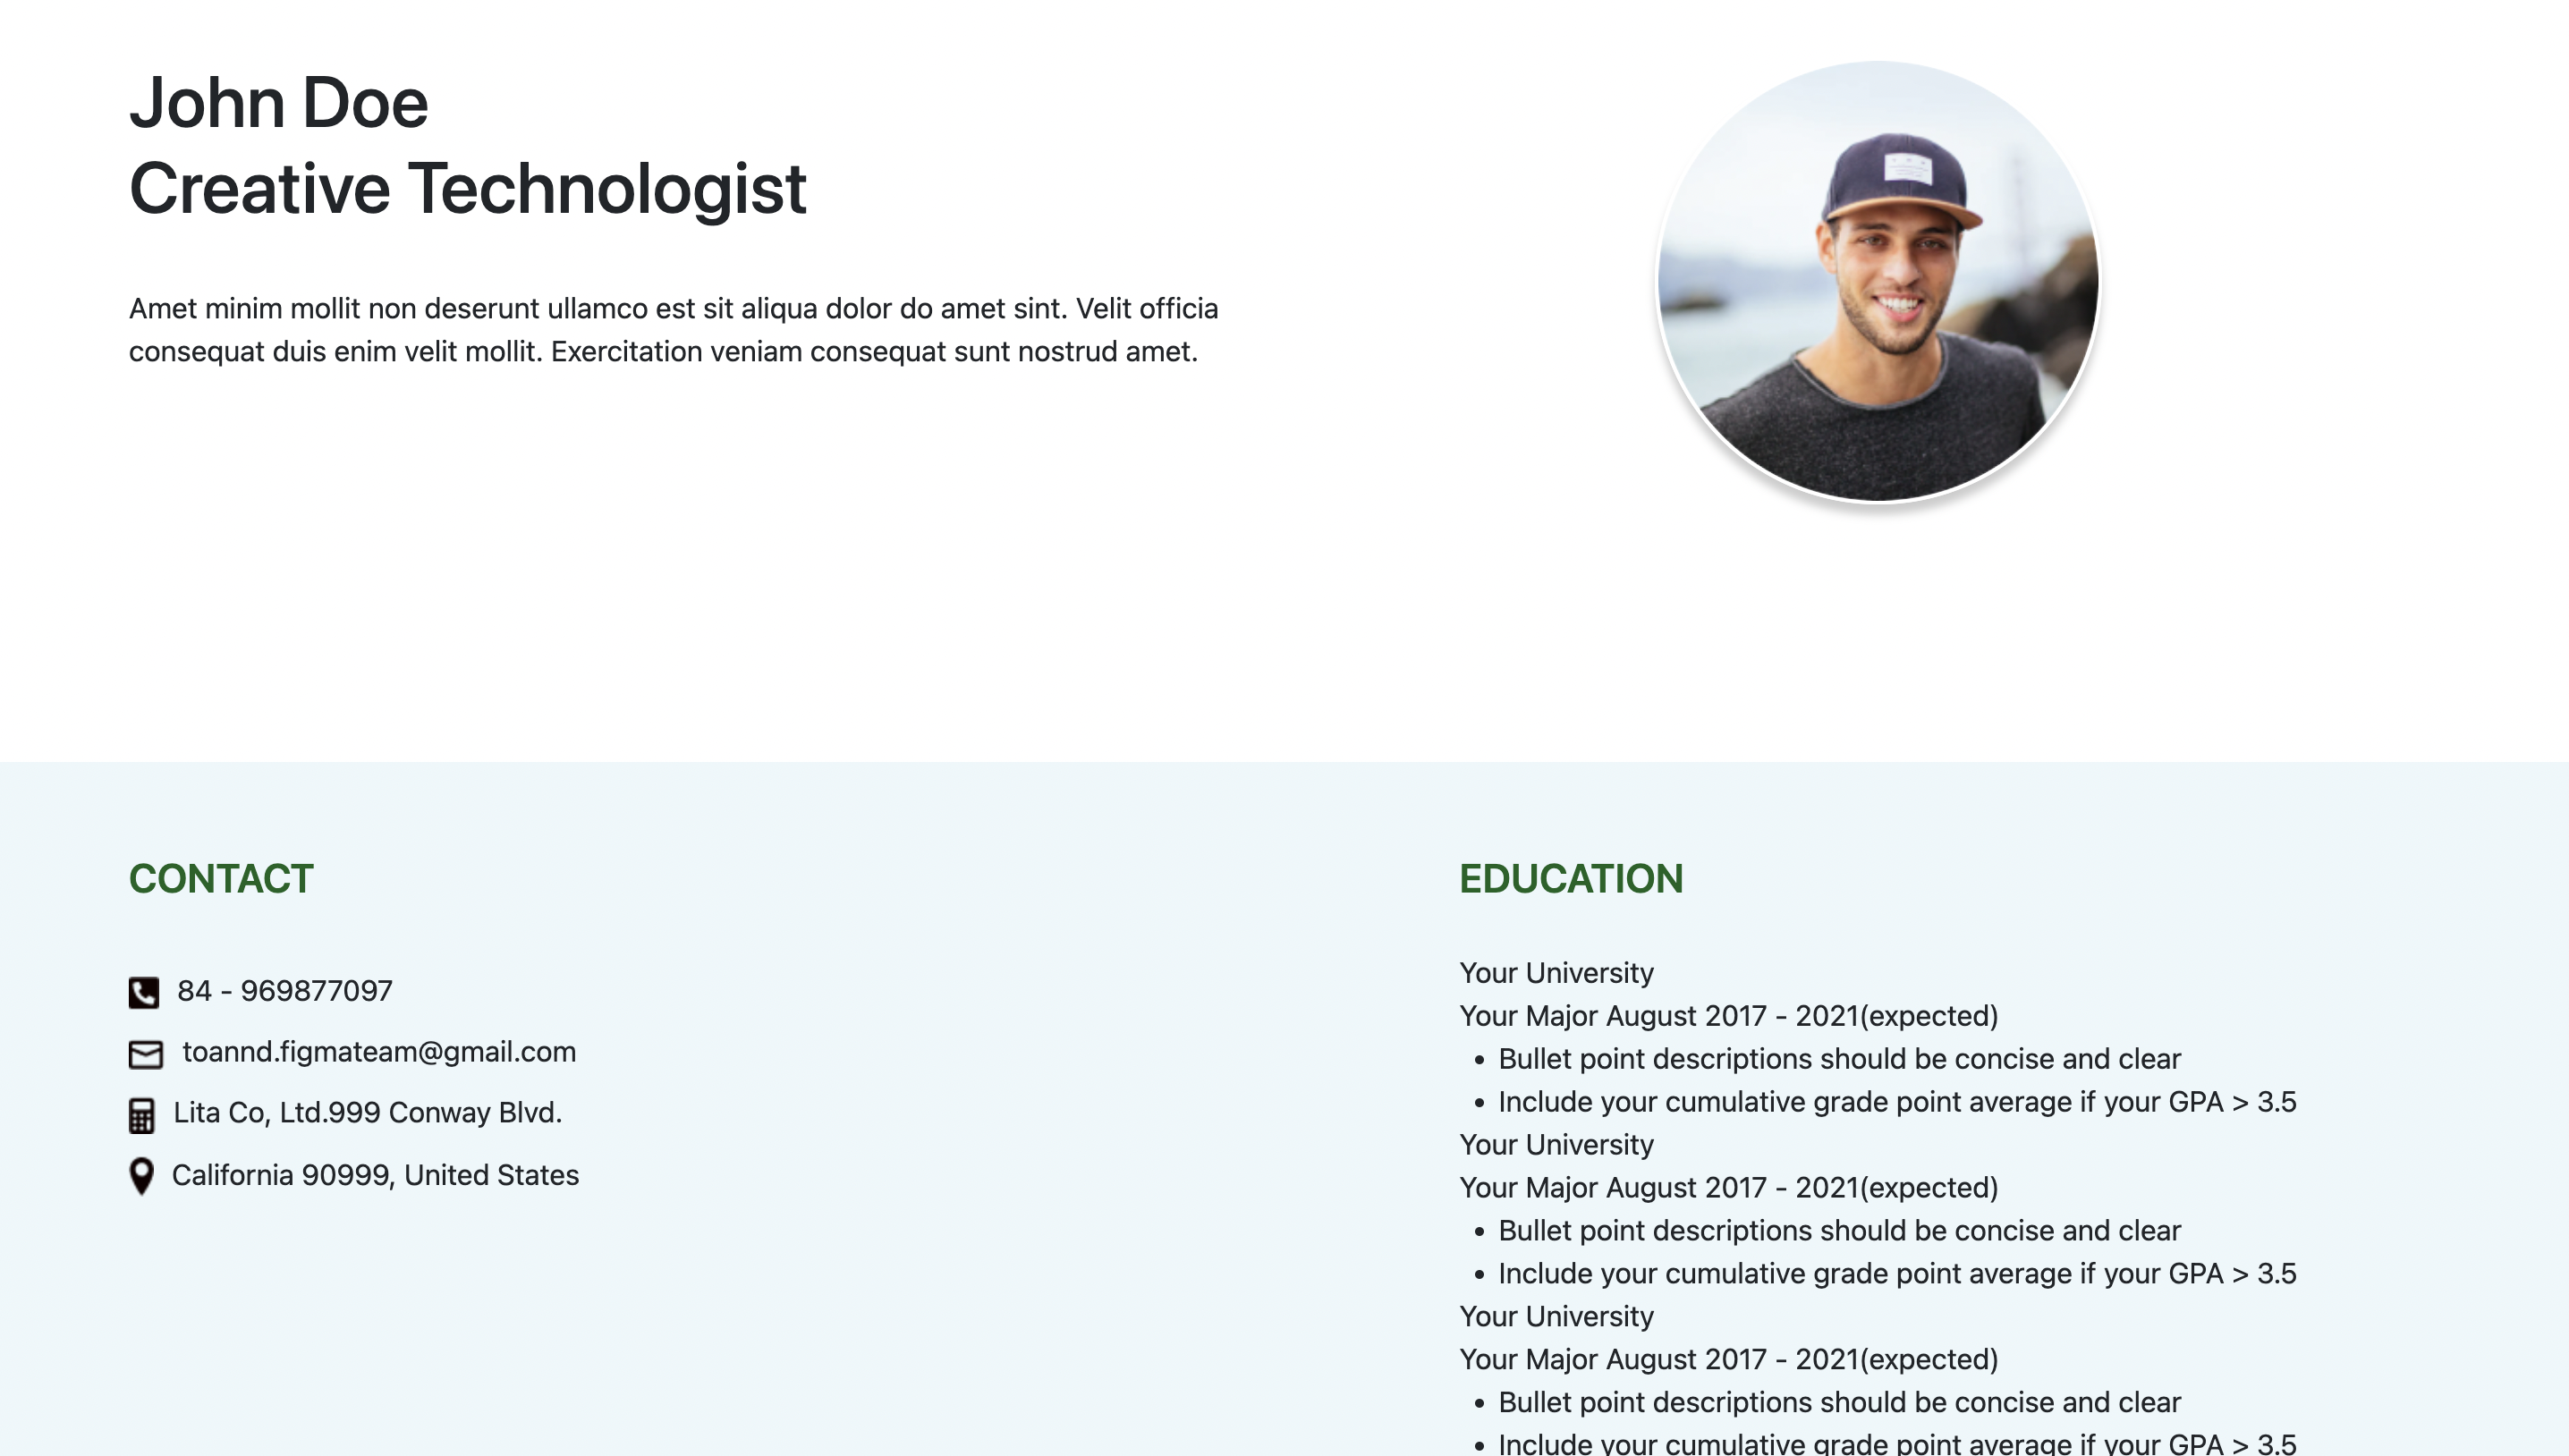 John Doe
Creative Technologist
Amet minim mollit non deserunt ullamco est sit aliqua dolor do amet sint. Velit officia
consequat duis enim velit mollit. Exercitation veniam consequat sunt nostrud amet.
CONTACT
84 - 969877097
toannd.figmateam@gmail.com
Lita Co, Ltd.999 Conway Blvd.
California 90999, United States
EDUCATION
Your University
Your Major August 2017 - 2021(expected)
• Bullet point descriptions should be concise and clear
• Include your cumulative grade point average if your GPA > 3.5
Your University
Your Major August 2017 - 2021(expected)
• Bullet point descriptions should be concise and clear
• Include your cumulative grade point average if your GPA > 3.5
Your University
Your Major August 2017 - 2021(expected)
• Bullet point descriptions should be concise and clear
• Include your cumulative grade point average if your GPA > 3.5